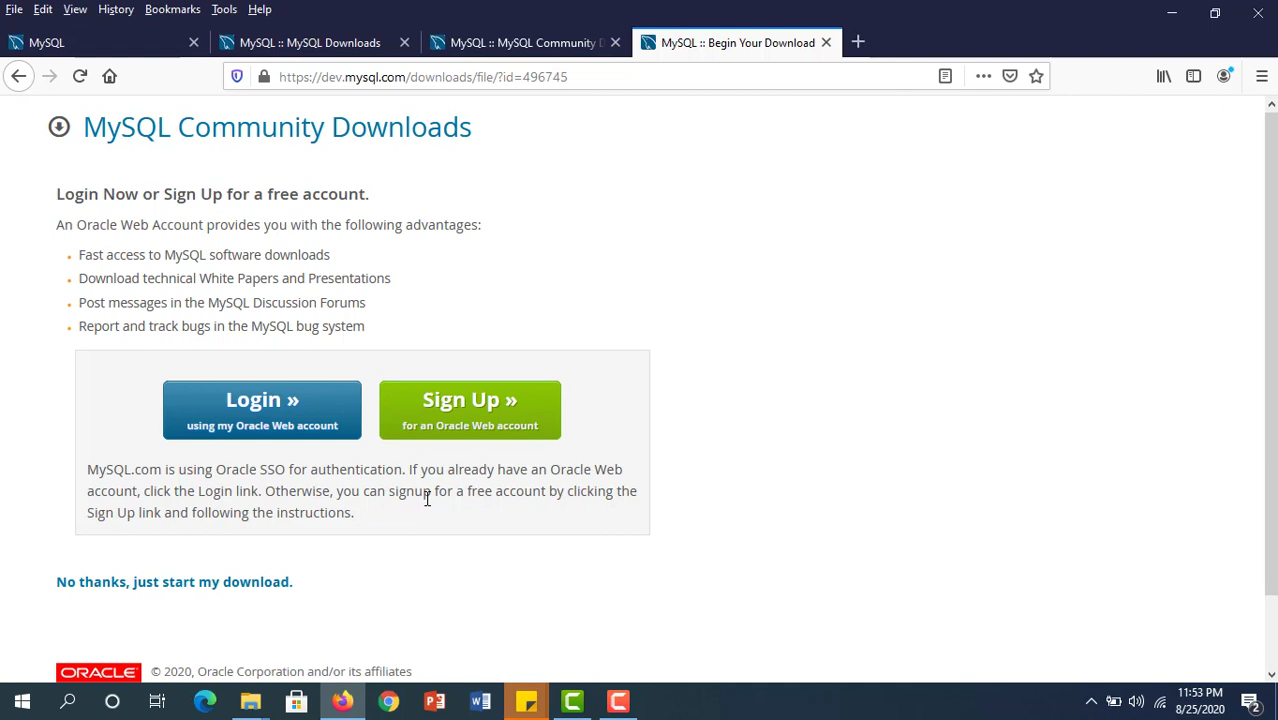 File Edit View History Bookmarks Tools Help
MySQL
MySQL :: MySQL Downloads
MySQL :: MySQL Community D
MySQL :: Begin Your Download
https://dev.mysql.com/downloads/file/?id=496745
MySQL Community Downloads
Login Now or Sign Up for a free account.
An Oracle Web Account provides you with the following advantages:
Fast access to MySQL software downloads
Download technical White Papers and Presentations
Post messages in the MySQL Discussion Forums
Report and track bugs in the MySQL bug system
Login »
using my Oracle Web account
Sign Up »
for an Oracle Web account
MySQL.com is using Oracle SSO for authentication. If you already have an Oracle Web
account, click the Login link. Otherwise, you can signup for a free account by clicking the
Sign Up link and following the instructions.
No thanks, just start my download.
ORACLE © 2020, Oracle Corporation and/or its affiliates
11:53 PM
8/25/2020
2